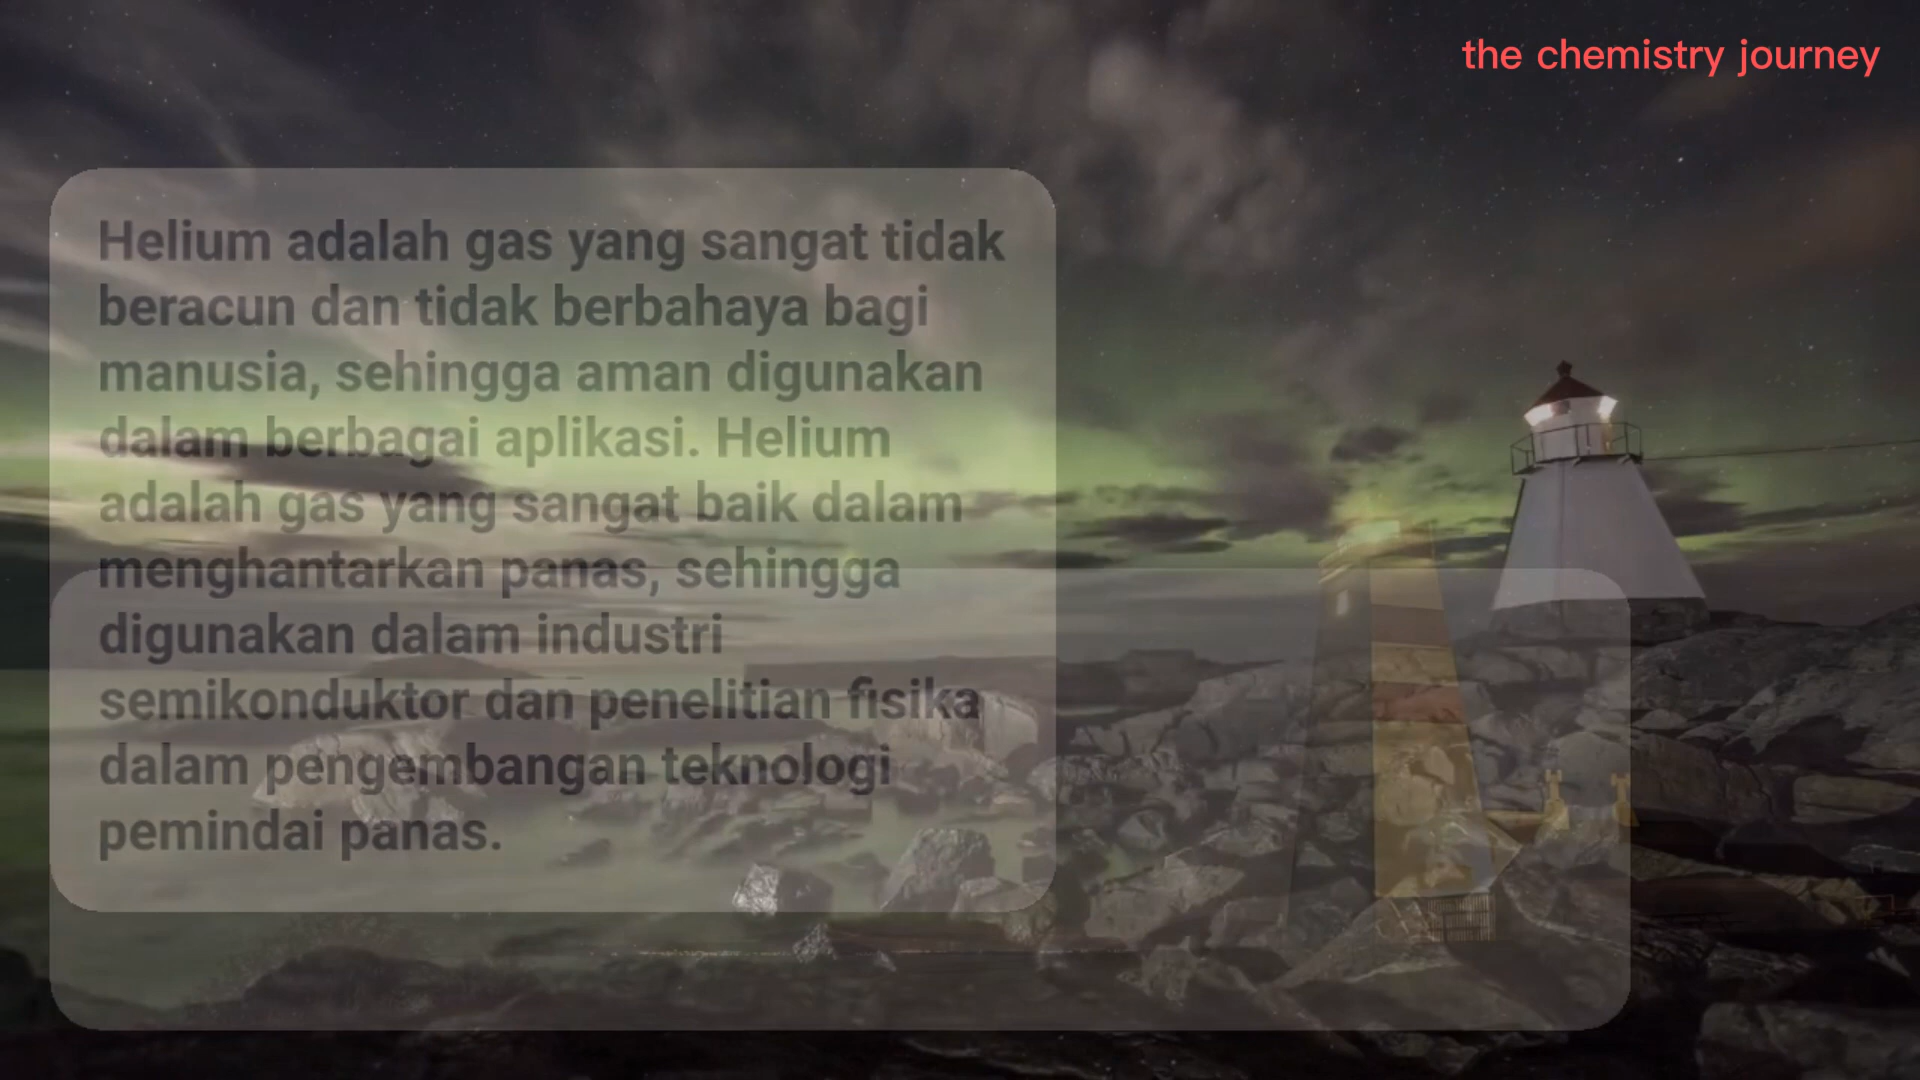 the chemistry journey
Helium adalah gas yang sangat tidak
beracun dan tidak berbahaya bagi
manusia, sehingga aman digunakan
dalam berbagai aplikasi. Helium
adalah gas yang sangat baik dalam
menghantarkan panas, sehingga
digunakan dalam industri
semikonduktor dan penelitian fisika
dalam pengembangan teknologi
pemindai panas.